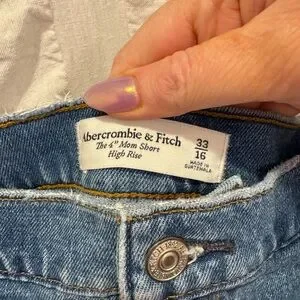 Abercrombie & Fitch
The 4" Mom Short
High Rise
33
16
MADE IN
GUATEMALA